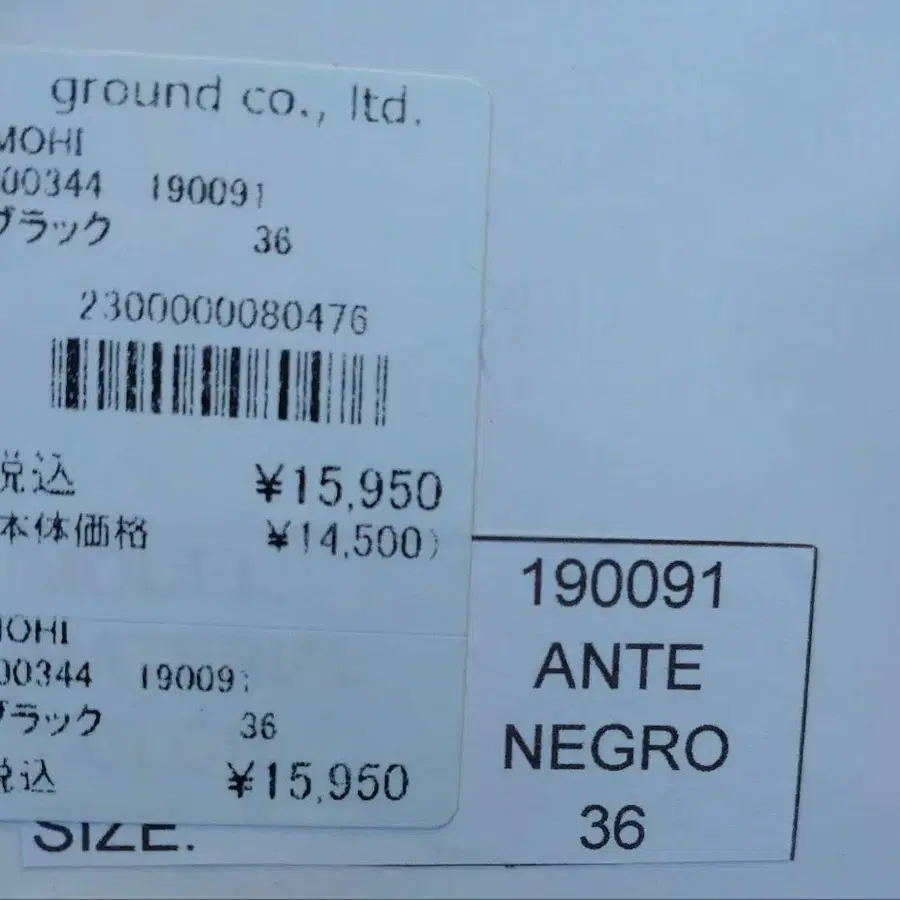 ground co., ltd.
MOHI
00344 190091
ブラック 36
2300000080476
税込 ¥15,950
本体価格 ¥14,500)
MOHI
00344 19009
ブラック 36
税込 ¥15,950
190091
ANTE
NEGRO
36
SIZE: